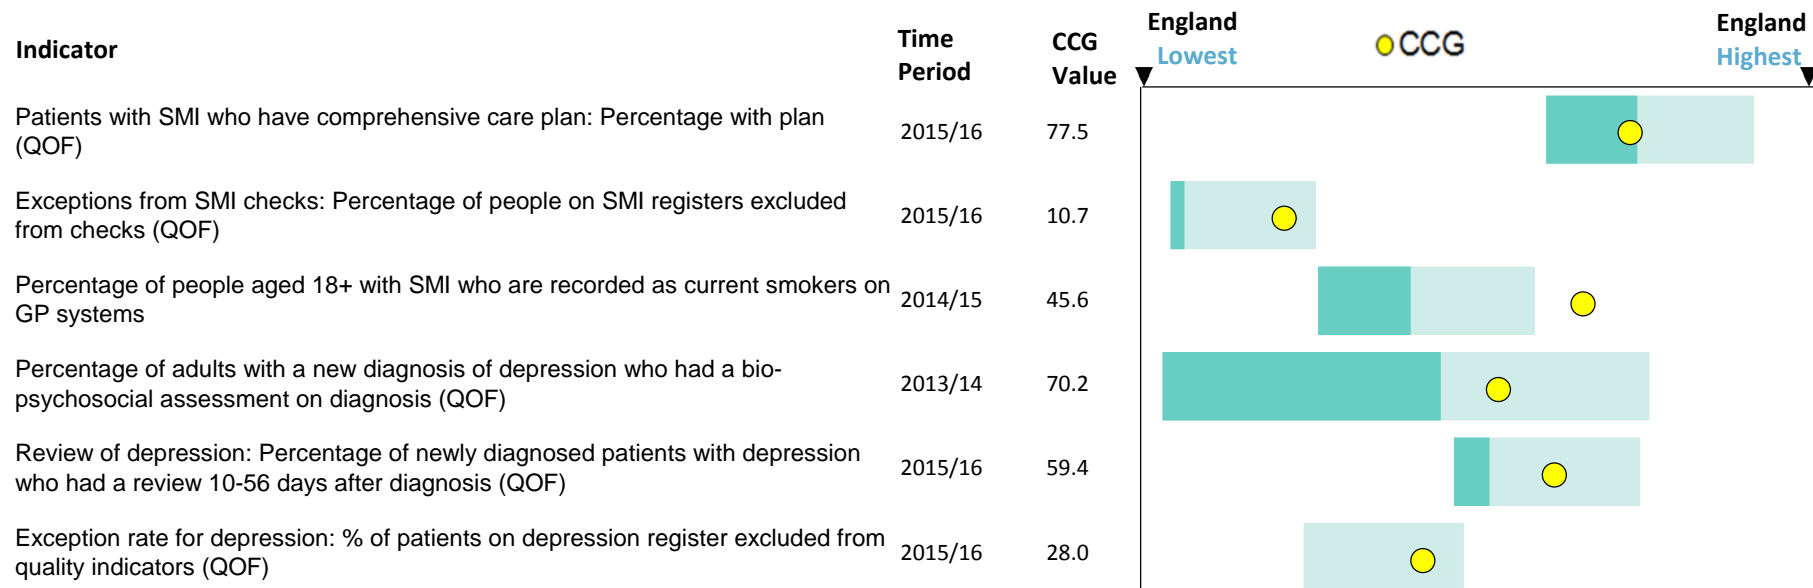 Indicator
Time
Period
CCG
Value
England
Lowest
CCG
England
Highest
Patients with SMI who have comprehensive care plan: Percentage with plan
(QOF)
2015/16
77.5
Exceptions from SMI checks: Percentage of people on SMI registers excluded
from checks (QOF)
2015/16
10.7
Percentage of people aged 18+ with SMI who are recorded as current smokers on
GP systems
2014/15
45.6
Percentage of adults with a new diagnosis of depression who had a bio-
psychosocial assessment on diagnosis (QOF)
2013/14
70.2
Review of depression: Percentage of newly diagnosed patients with depression
who had a review 10-56 days after diagnosis (QOF)
2015/16
59.4
Exception rate for depression: % of patients on depression register excluded from
quality indicators (QOF)
2015/16
28.0